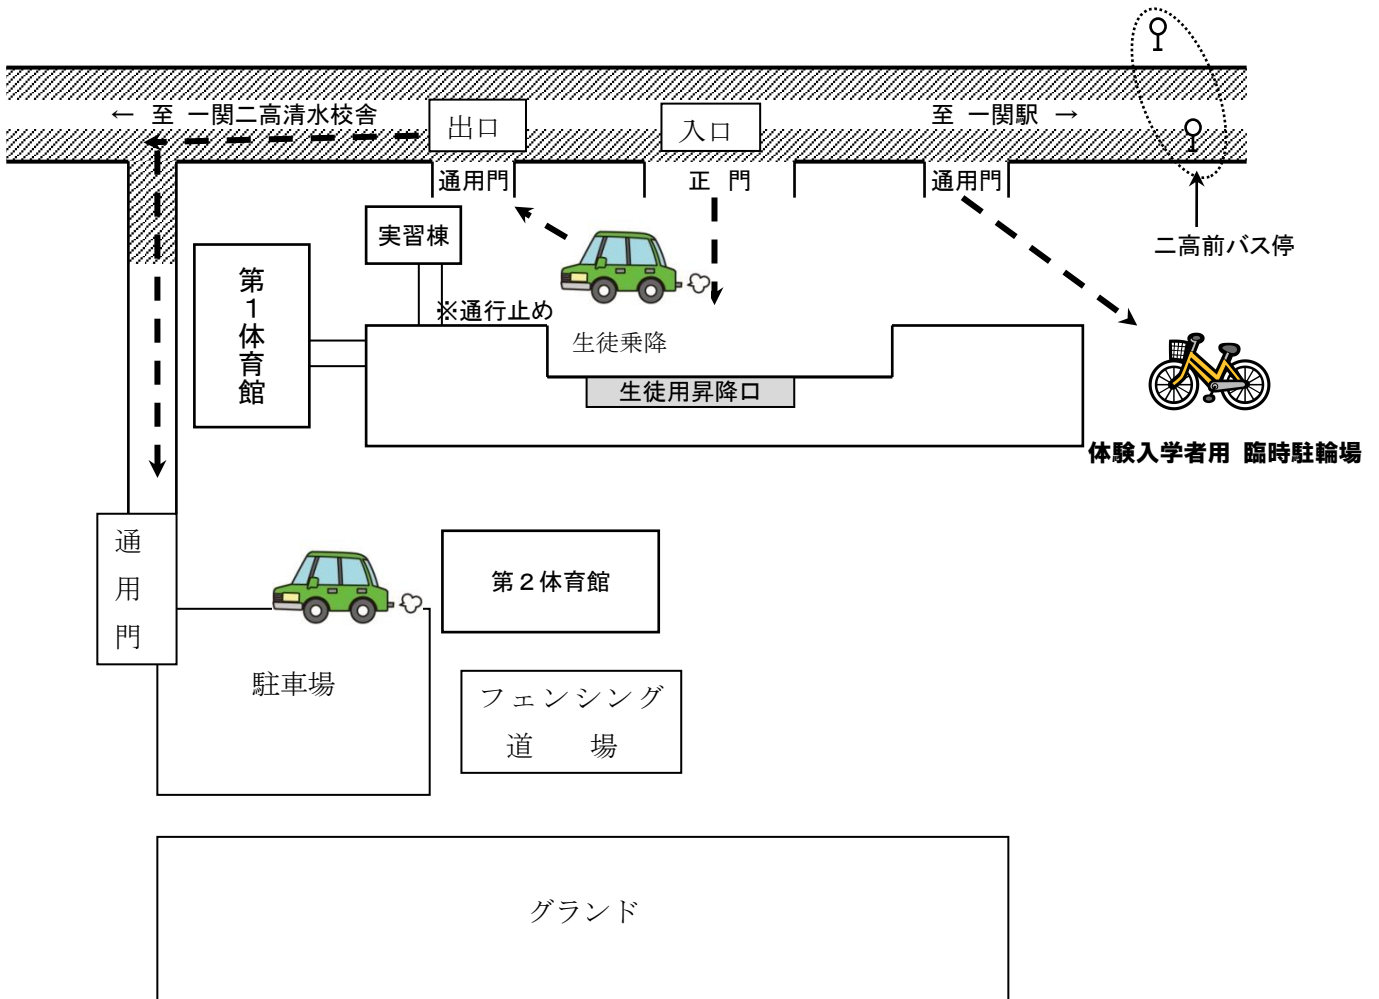 ← 至 一関二高清水校舎
出口
入口
至 一関駅 →
通用門
正 門
通用門
実習棟
二高前バス停
第１体育館
※通行止め
生徒乗降
生徒用昇降口
体験入学者用 臨時駐輪場
通用門
第２体育館
駐車場
フェンシング
道 場
グランド